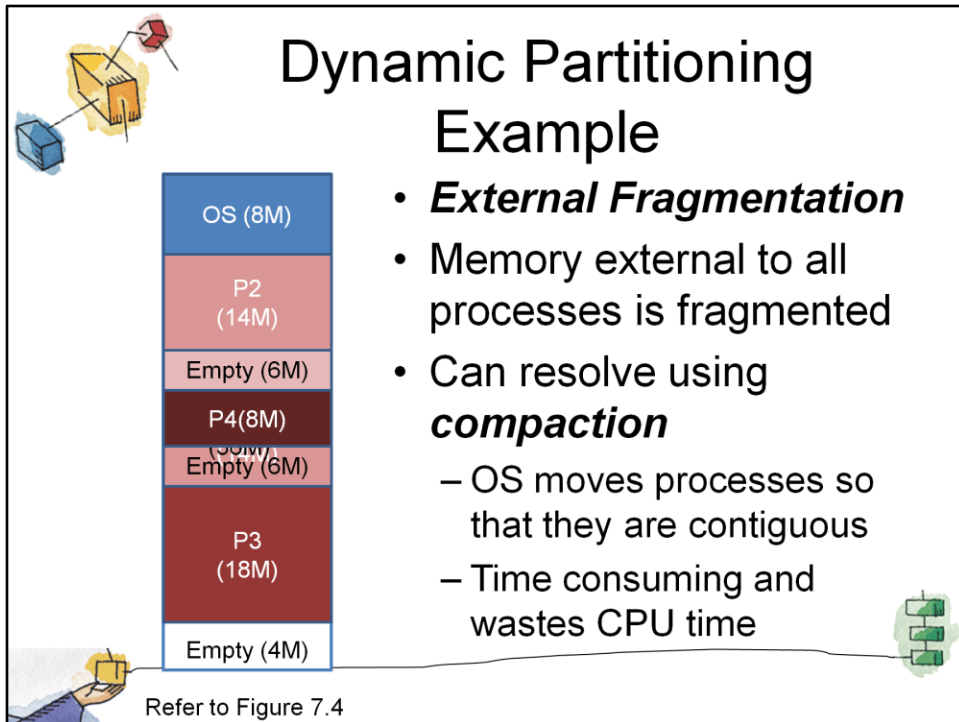 Dynamic Partitioning
Example
OS (8M)
P2
(14M)
Empty (6M)
P4(8M)
Empty (6M)
P3
(18M)
Empty (4M)
• External Fragmentation
• Memory external to all
processes is fragmented
• Can resolve using
compaction
– OS moves processes so
that they are contiguous
– Time consuming and
wastes CPU time
Refer to Figure 7.4